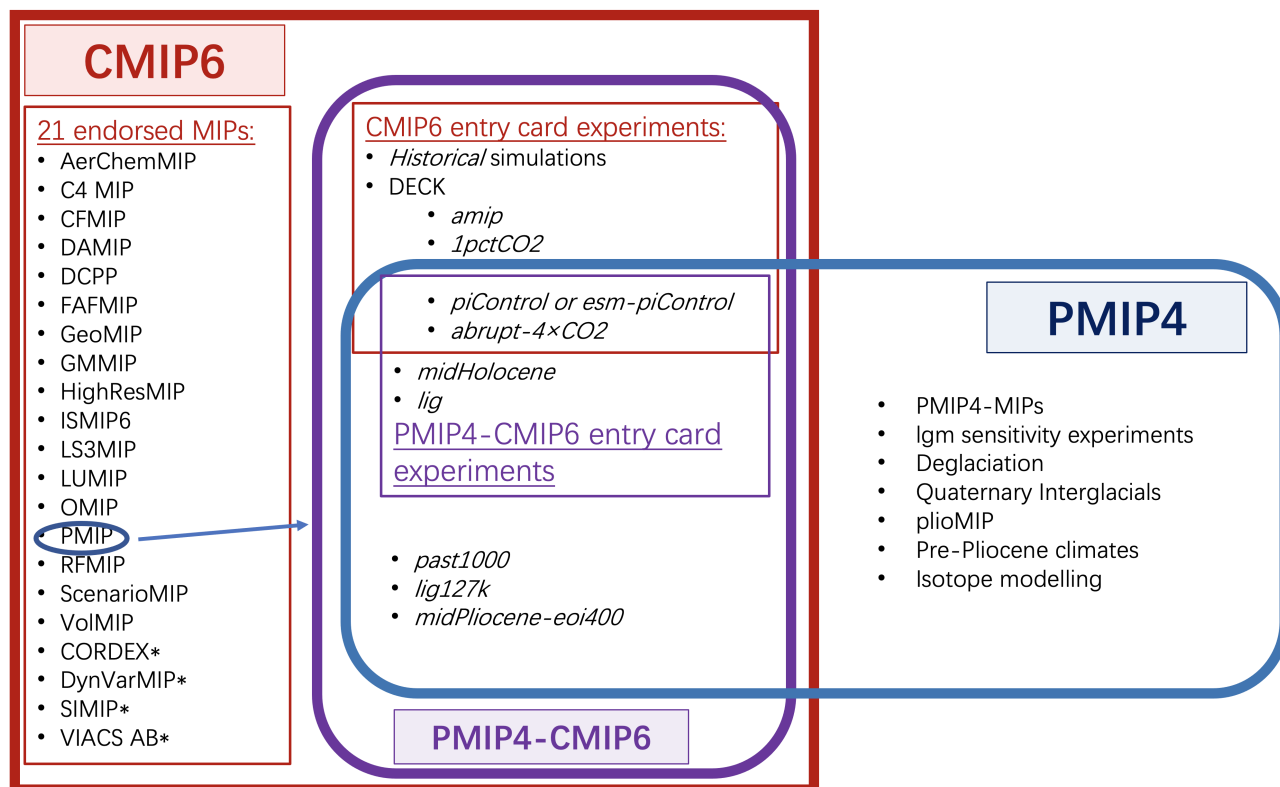 CMIP6
21 endorsed MIPs:
• AerChemMIP
• C4 MIP
• CFMIP
• DAMIP
• DCPP
• FAFMIP
• GeoMIP
• GMMIP
• HighResMIP
• ISMIP6
• LS3MIP
• LUMIP
• OMIP
• PMIP
• RFMIP
• ScenarioMIP
• VolMIP
• CORDEX*
• DynVarMIP*
• SIMIP*
• VIACS AB*
CMIP6 entry card experiments:
• Historical simulations
• DECK
• amip
• 1pctCO2
• piControl or esm-piControl
• abrupt-4×CO2
• midHolocene
• lig
PMIP4-CMIP6 entry card
experiments
• past1000
• lig127k
• midPliocene-eoi400
PMIP4-CMIP6
PMIP4
• PMIP4-MIPs
• lgm sensitivity experiments
• Deglaciation
• Quaternary Interglacials
• plioMIP
• Pre-Pliocene climates
• Isotope modelling